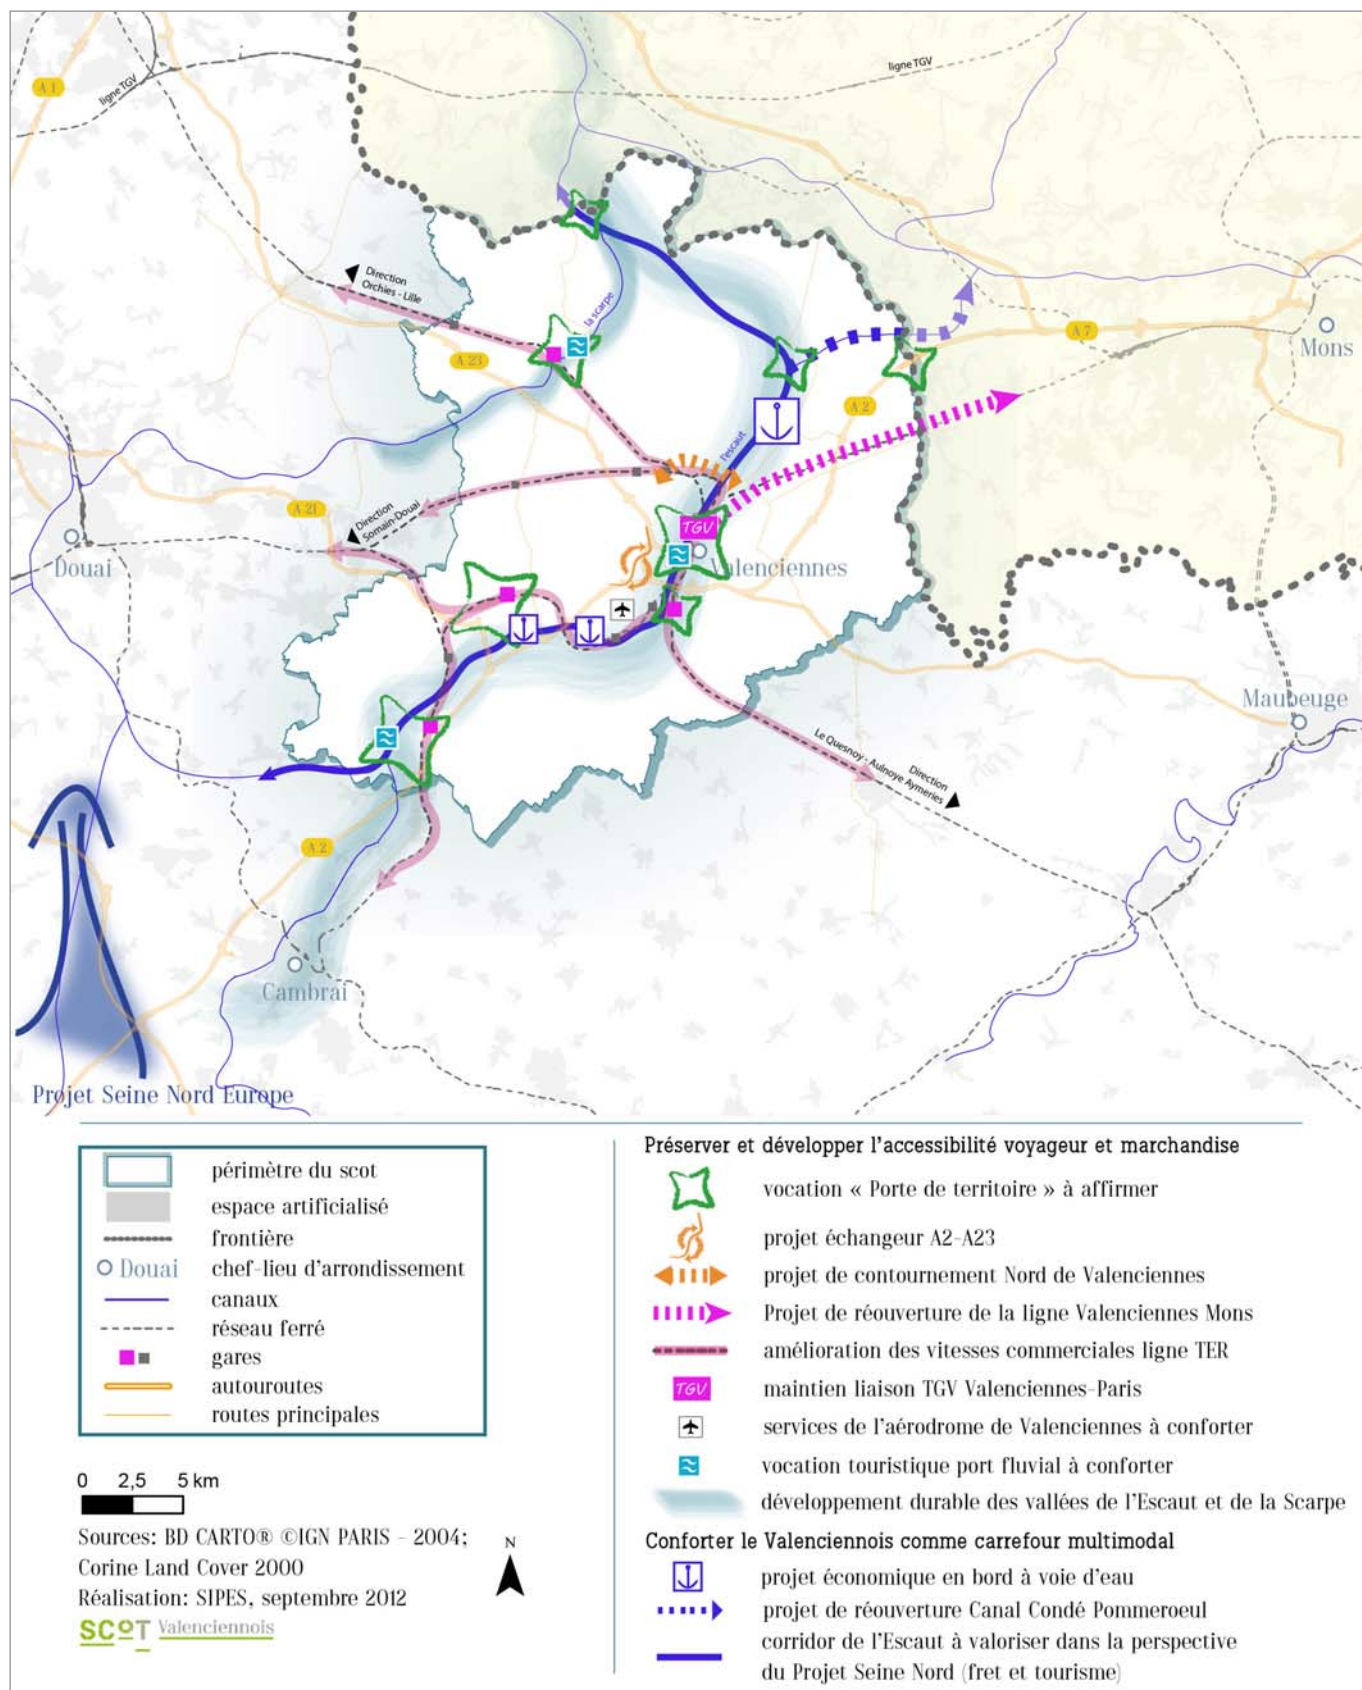 A 1
ligne TGV
ligne TGV
Direction
Orchies - Lille
la scarpe
A 23
A 7
Mons
A 2
l'escaut
A 21
Direction
Somain-Douai
Douai
TGV
Valenciennes
Maubeuge
Le Quesnoy - Aulnoye Aymeries
Direction
A 2
Cambrai
Projet Seine Nord Europe
périmètre du scot
espace artificialisé
frontière
Douai chef-lieu d'arrondissement
canaux
réseau ferré
gares
autouroutes
routes principales
0 2,5 5 km
Sources: BD CARTO® ©IGN PARIS - 2004;
Corine Land Cover 2000
Réalisation: SIPES, septembre 2012
SCOT Valenciennois
N
Préserver et développer l'accessibilité voyageur et marchandise
vocation « Porte de territoire » à affirmer
projet échangeur A2-A23
projet de contournement Nord de Valenciennes
Projet de réouverture de la ligne Valenciennes Mons
amélioration des vitesses commerciales ligne TER
TGV maintien liaison TGV Valenciennes-Paris
services de l'aérodrome de Valenciennes à conforter
vocation touristique port fluvial à conforter
développement durable des vallées de l'Escaut et de la Scarpe
Conforter le Valenciennois comme carrefour multimodal
projet économique en bord à voie d'eau
projet de réouverture Canal Condé Pommeroeul
corridor de l'Escaut à valoriser dans la perspective
du Projet Seine Nord (fret et tourisme)